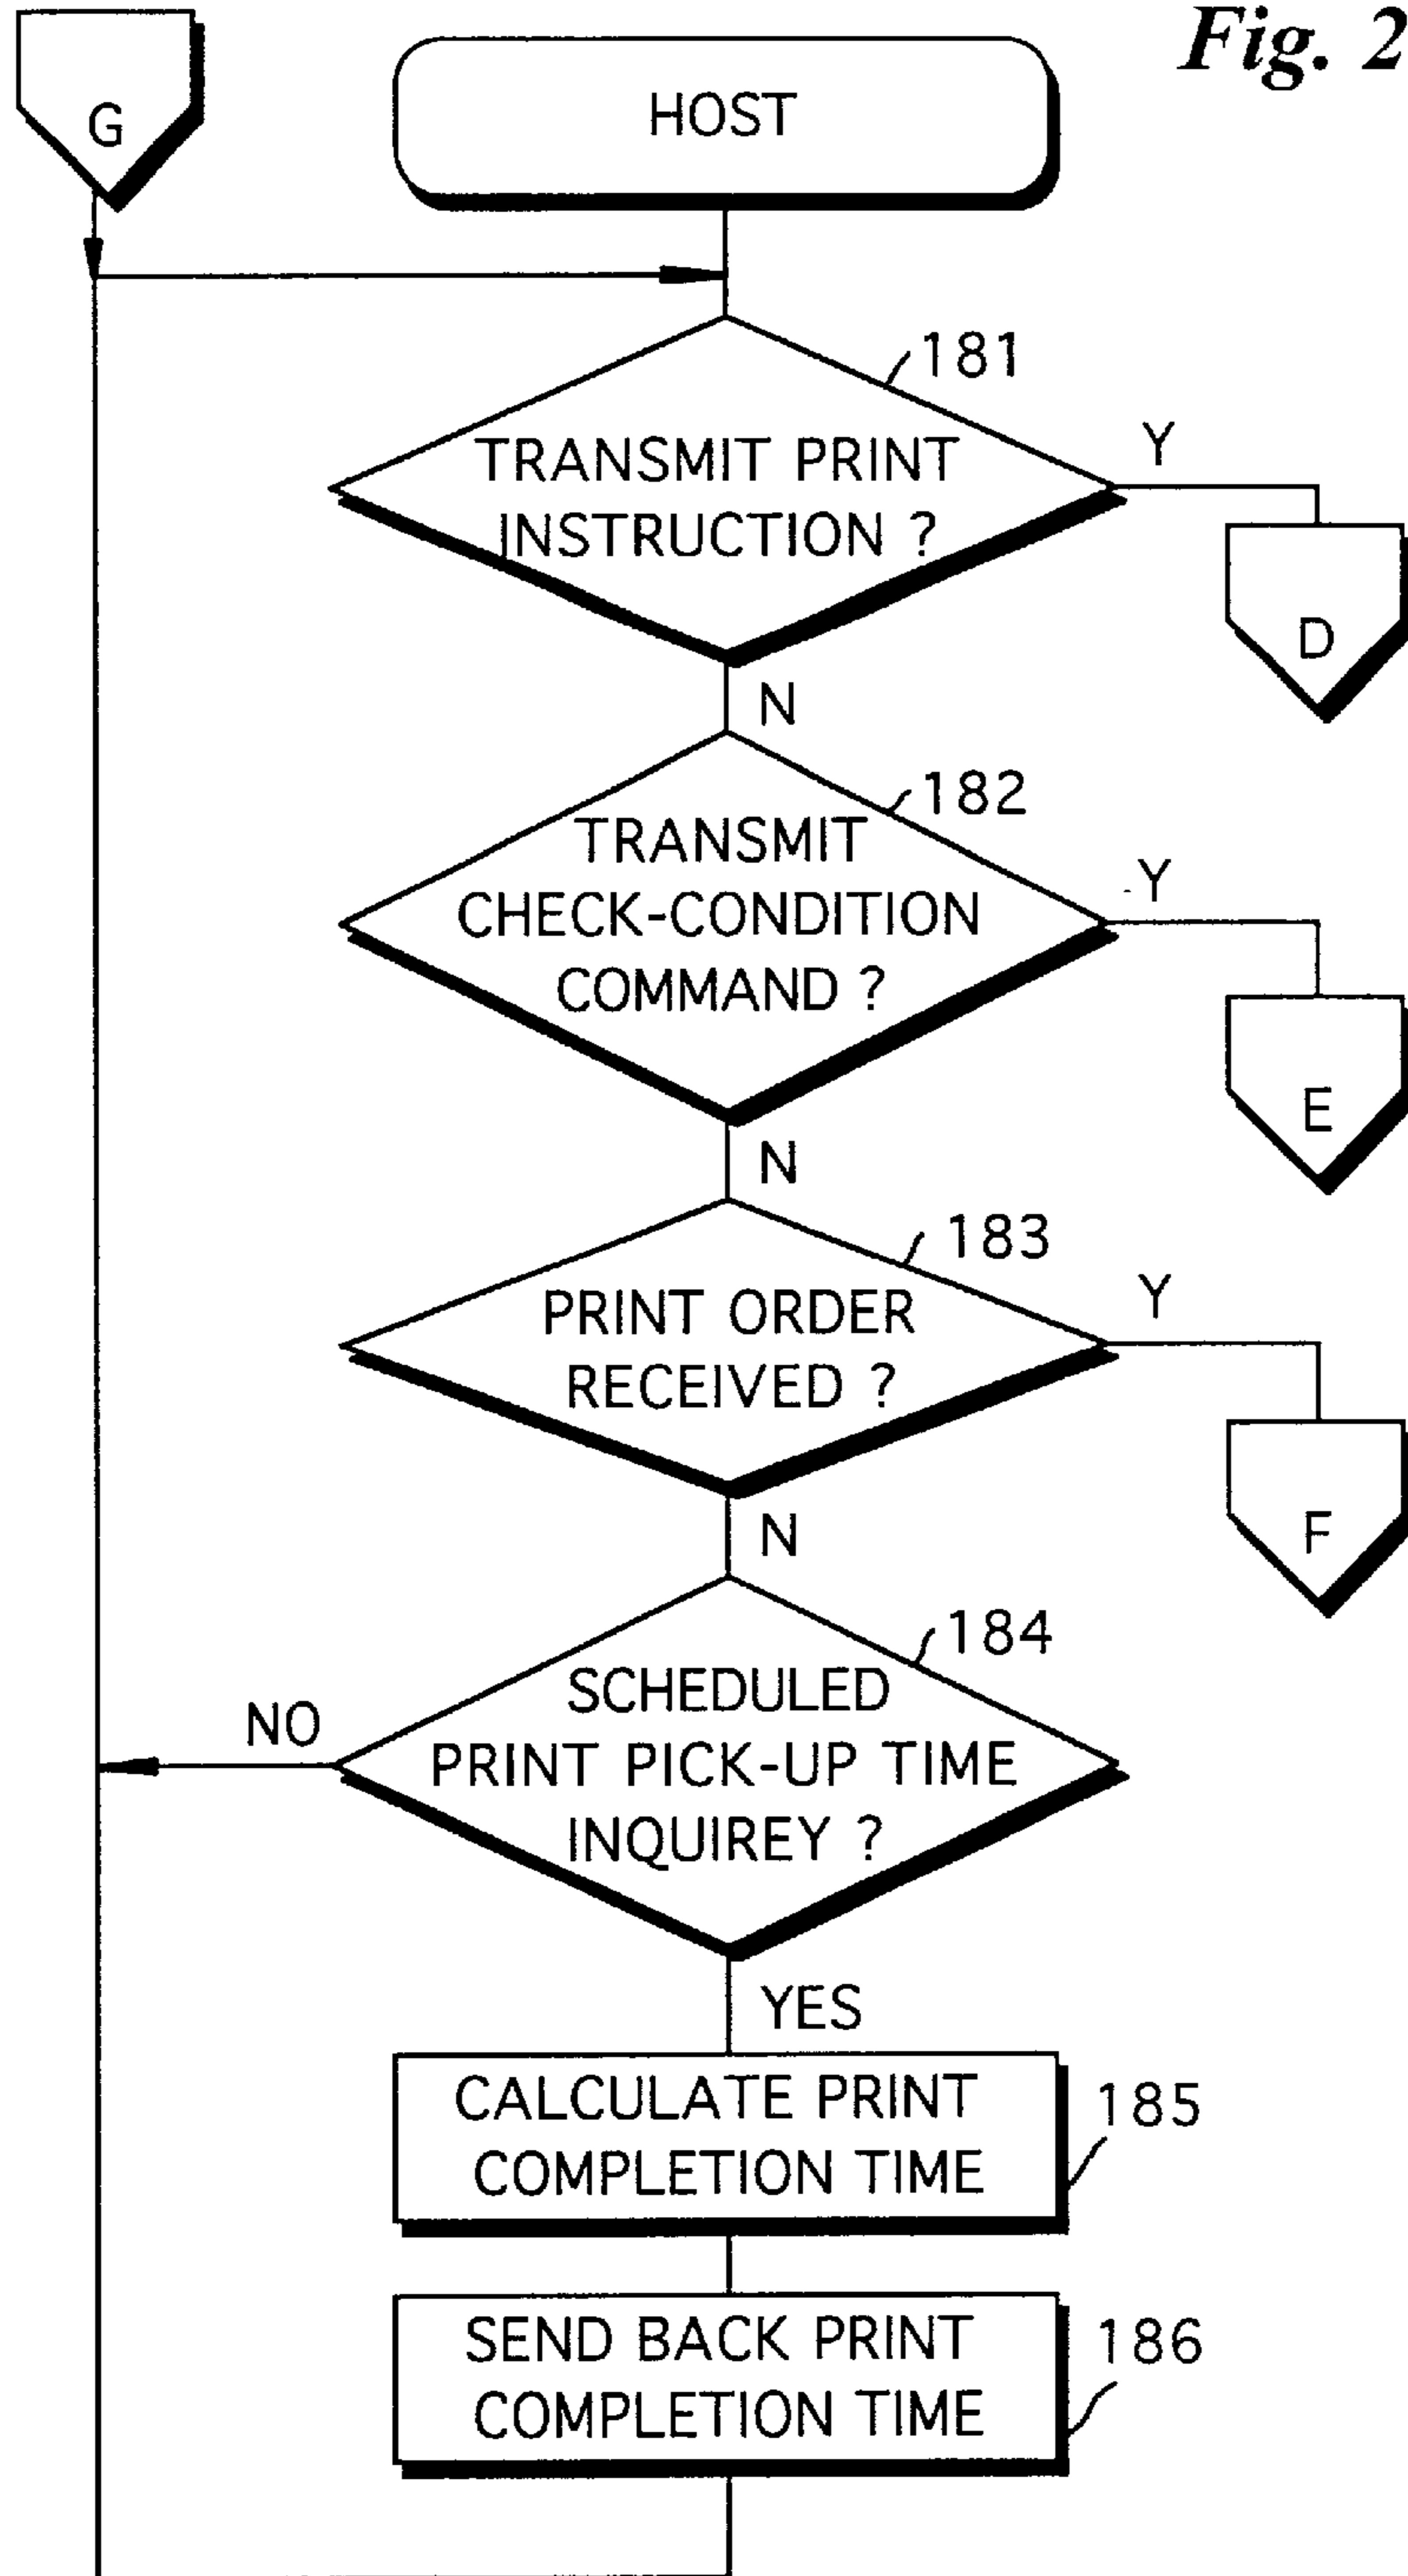 Fig. 2
G
HOST
181
TRANSMIT PRINT
INSTRUCTION ?
Y
D
N
182
TRANSMIT
CHECK-CONDITION
COMMAND ?
Y
E
N
183
PRINT ORDER
RECEIVED ?
Y
F
N
184
SCHEDULED
PRINT PICK-UP TIME
INQUIREY ?
NO
YES
CALCULATE PRINT
COMPLETION TIME
185
SEND BACK PRINT
COMPLETION TIME
186